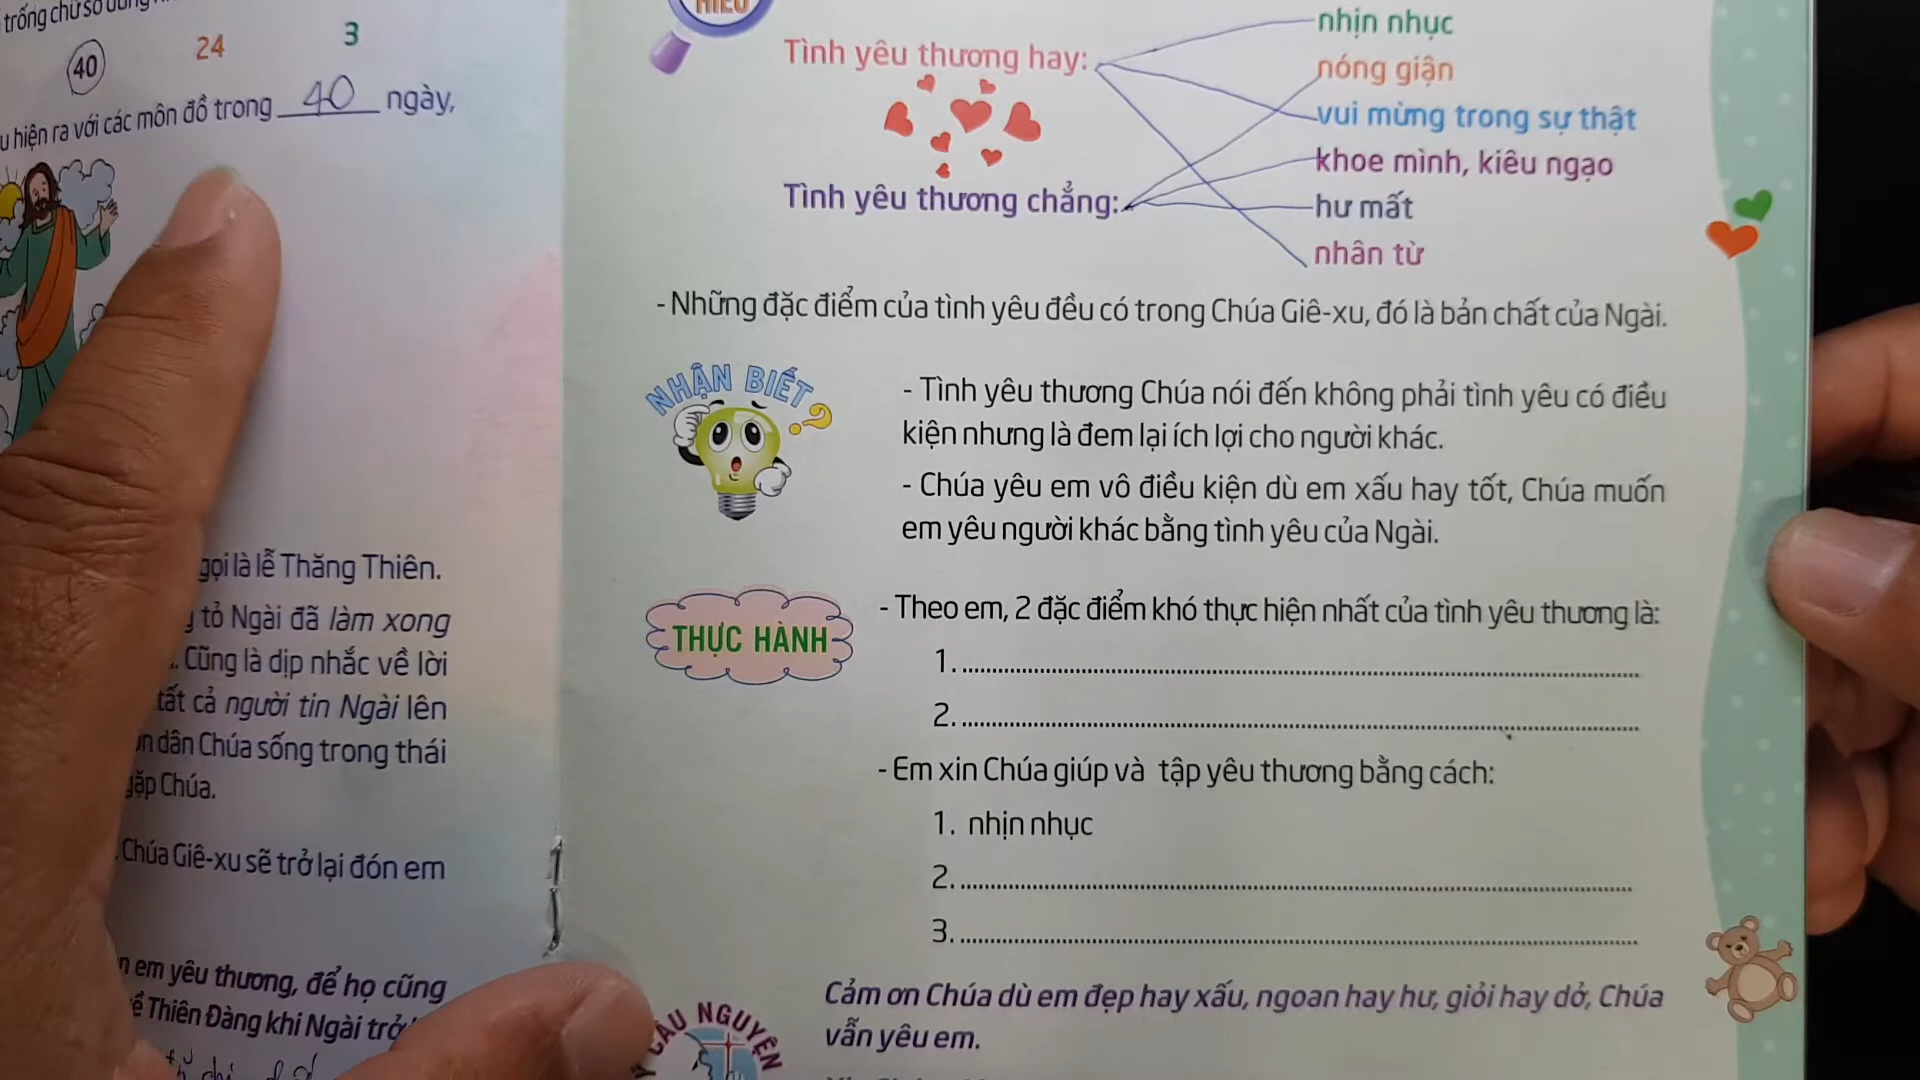 trống chữ số đúng
40 24 3
hiện ra với các môn đồ trong 40 ngày,
gọi là lễ Thăng Thiên.
tỏ Ngài đã làm xong
. Cũng là dịp nhắc về lời
tất cả người tin Ngài lên
dân Chúa sống trong thái
gặp Chúa.
Chúa Giê-xu sẽ trở lại đón em
em yêu thương, để họ cũng
Thiên Đàng khi Ngài trở
HIỂU
Tình yêu thương hay:
Tình yêu thương chẳng:
nhịn nhục
nóng giận
vui mừng trong sự thật
khoe mình, kiêu ngạo
hư mất
nhân từ
- Những đặc điểm của tình yêu đều có trong Chúa Giê-xu, đó là bản chất của Ngài.
NHẬN BIẾT ?
- Tình yêu thương Chúa nói đến không phải tình yêu có điều
kiện nhưng là đem lại ích lợi cho người khác.
- Chúa yêu em vô điều kiện dù em xấu hay tốt, Chúa muốn
em yêu người khác bằng tình yêu của Ngài.
THỰC HÀNH
- Theo em, 2 đặc điểm khó thực hiện nhất của tình yêu thương là:
1. ........................................
2. ........................................
- Em xin Chúa giúp và tập yêu thương bằng cách:
1. nhịn nhục
2. ........................................
3. ........................................
CẦU NGUYỆN
Cảm ơn Chúa dù em đẹp hay xấu, ngoan hay hư, giỏi hay dở, Chúa
vẫn yêu em.